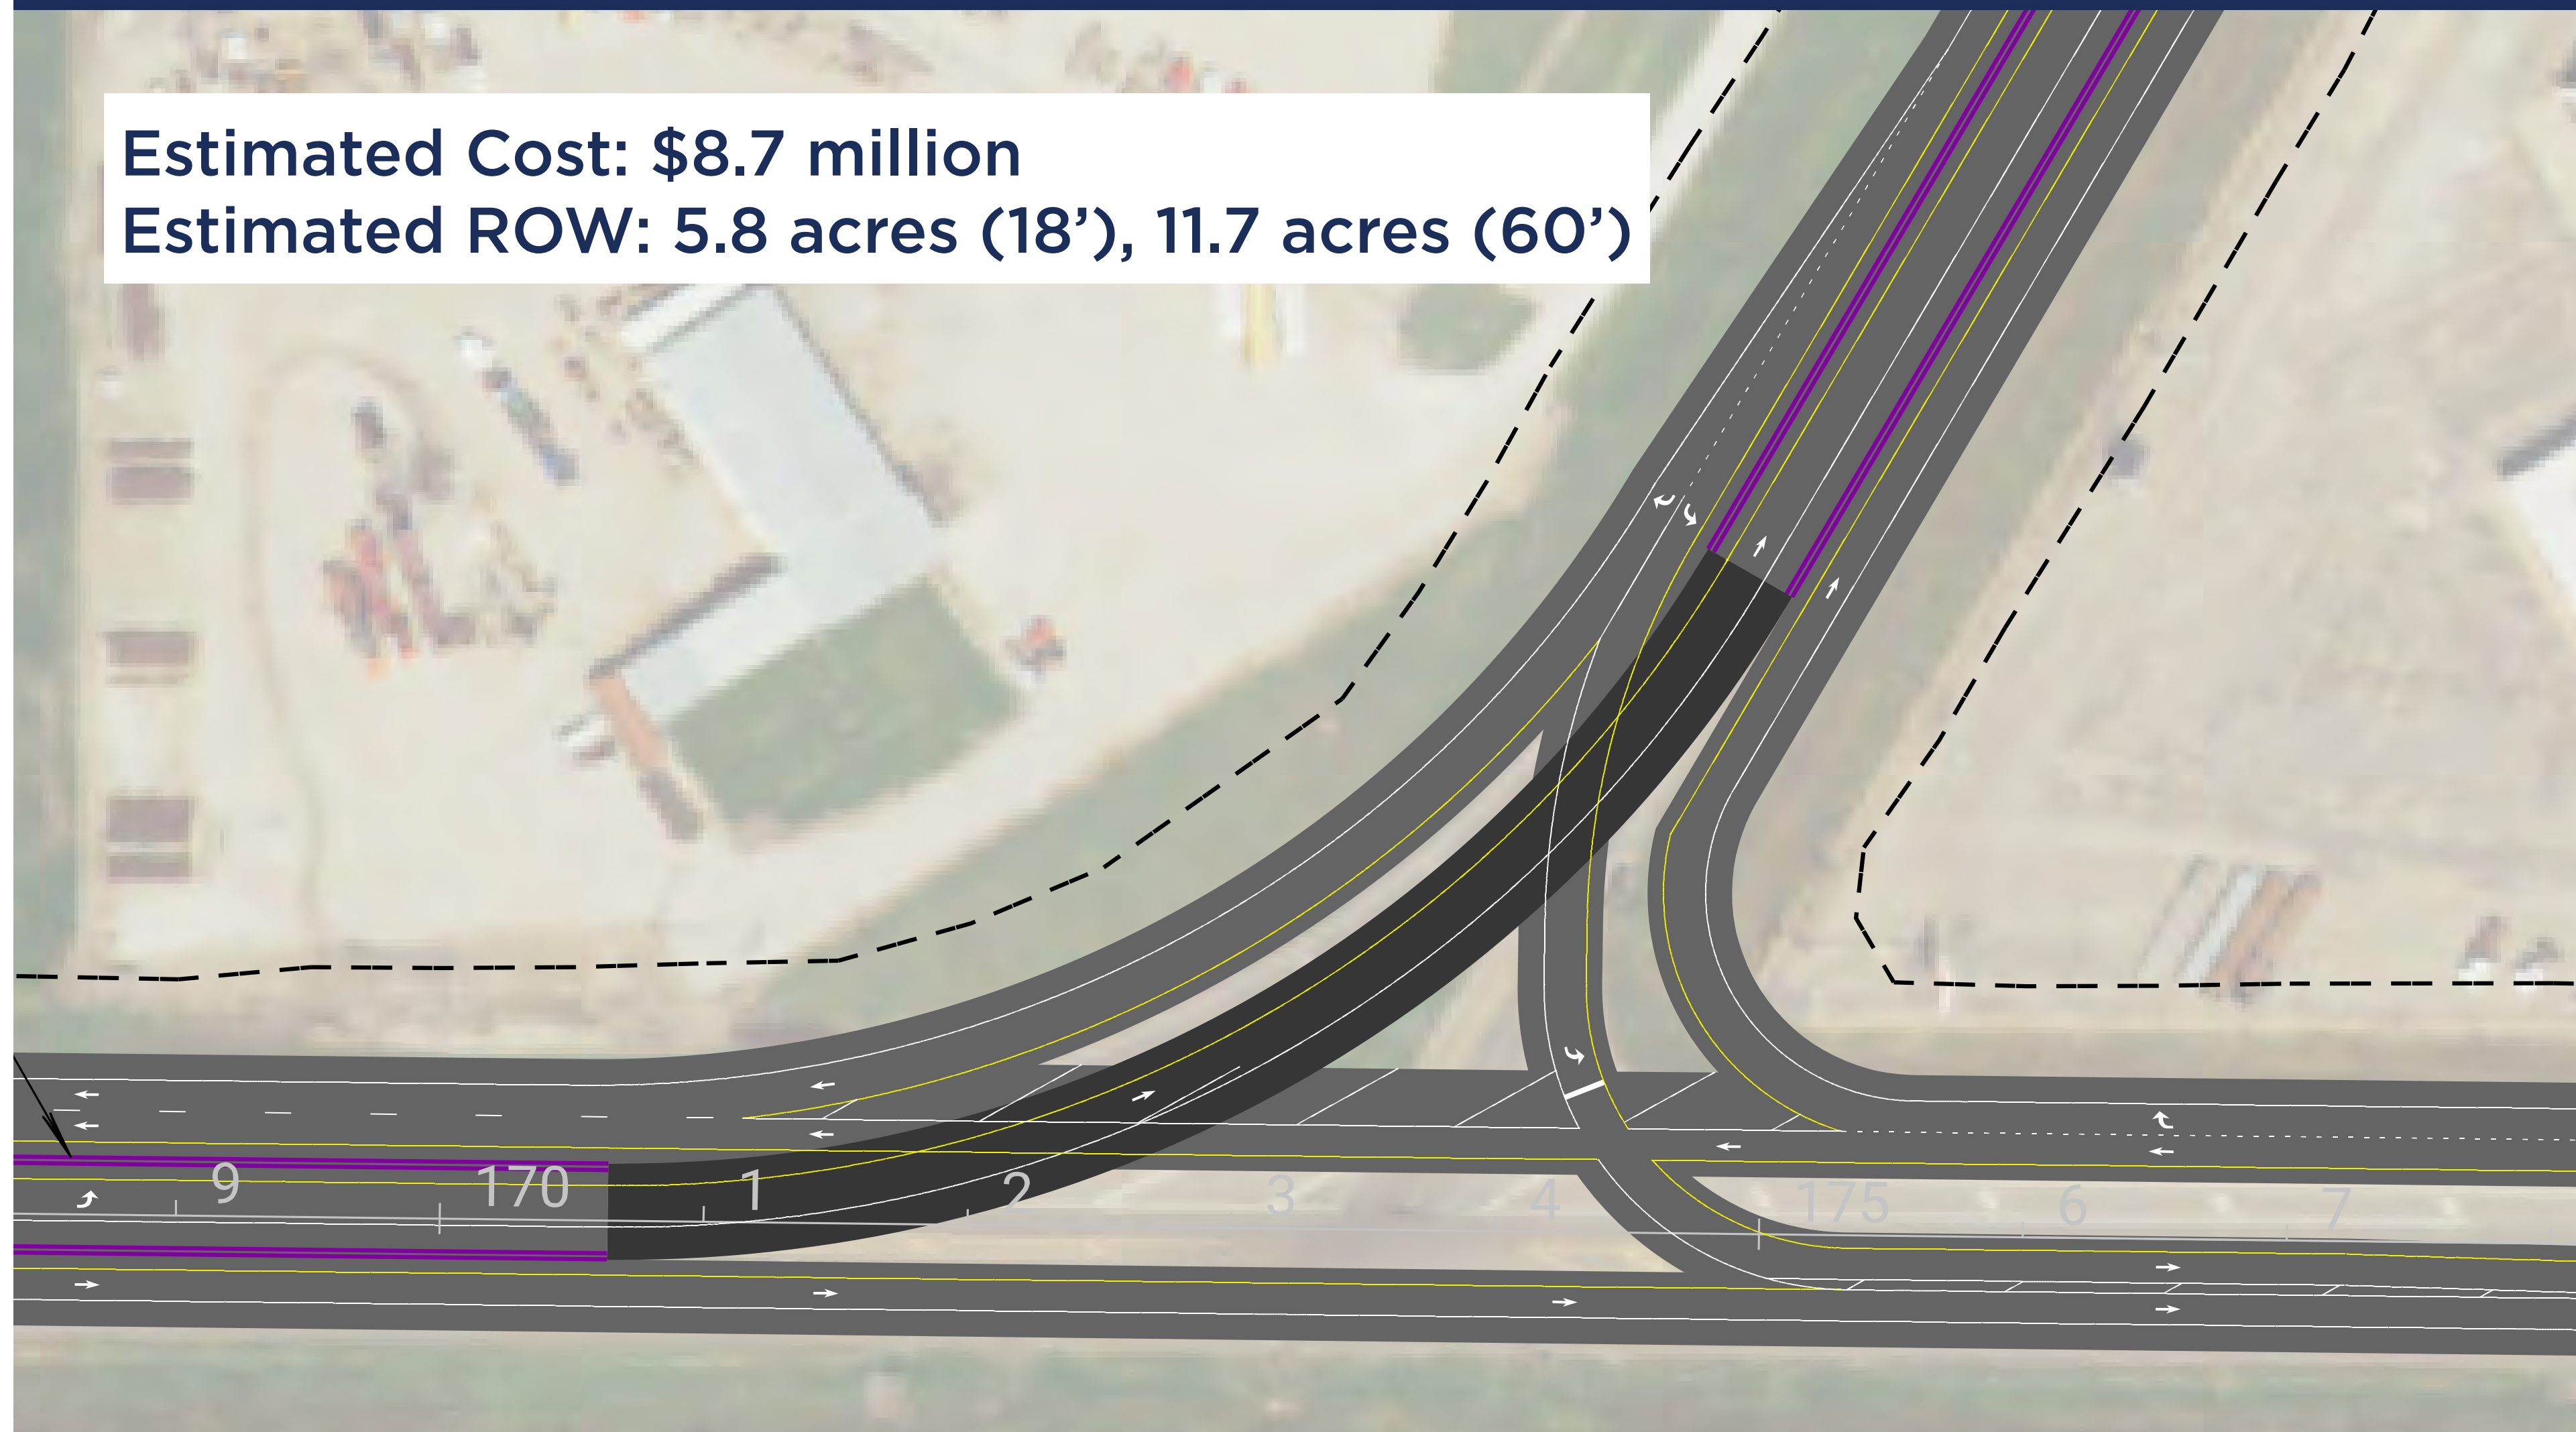 Estimated Cost: $8.7 million
Estimated ROW: 5.8 acres (18’), 11.7 acres (60’)
9 170 1 2 3 4 175 6 7